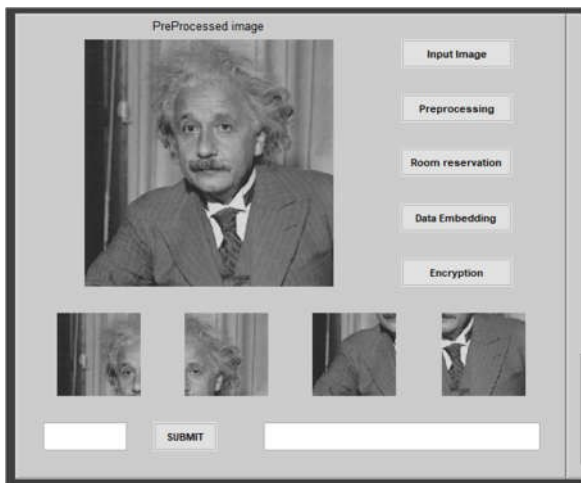 PreProcessed image
Input Image
Preprocessing
Room reservation
Data Embedding
Encryption
SUBMIT